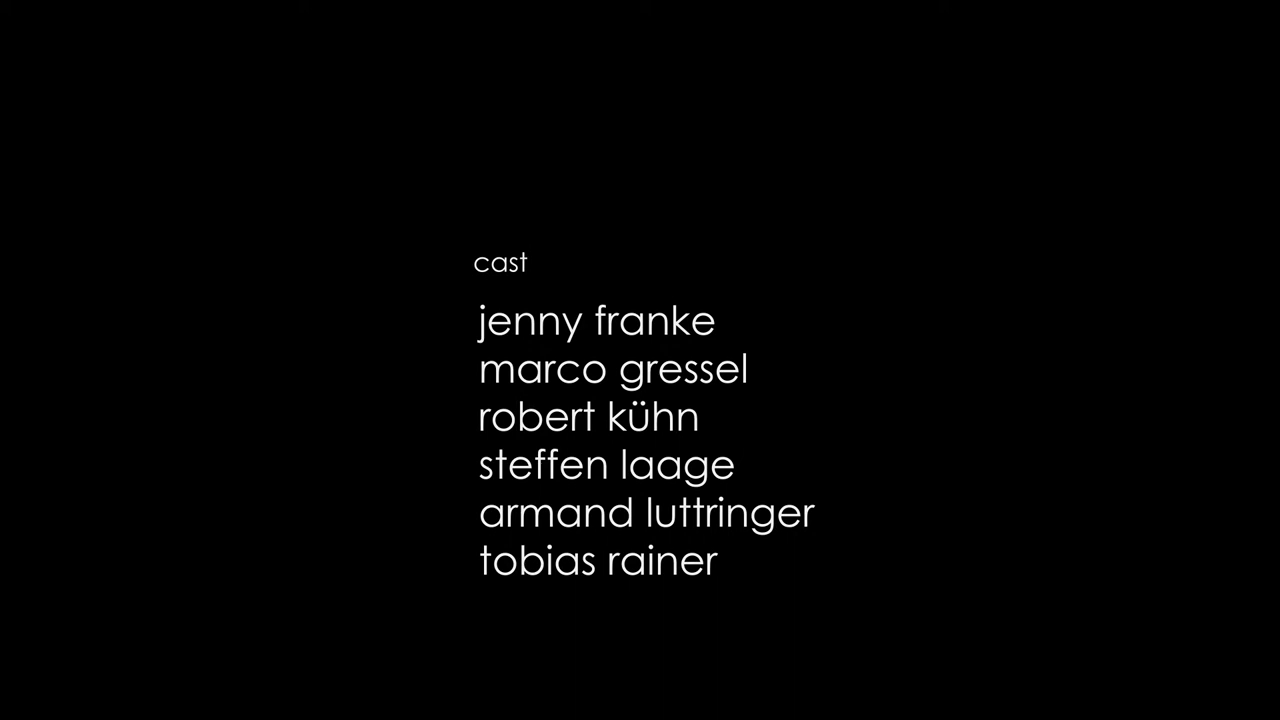 cast
jenny franke
marco gressel
robert kühn
steffen laage
armand luttringer
tobias rainer